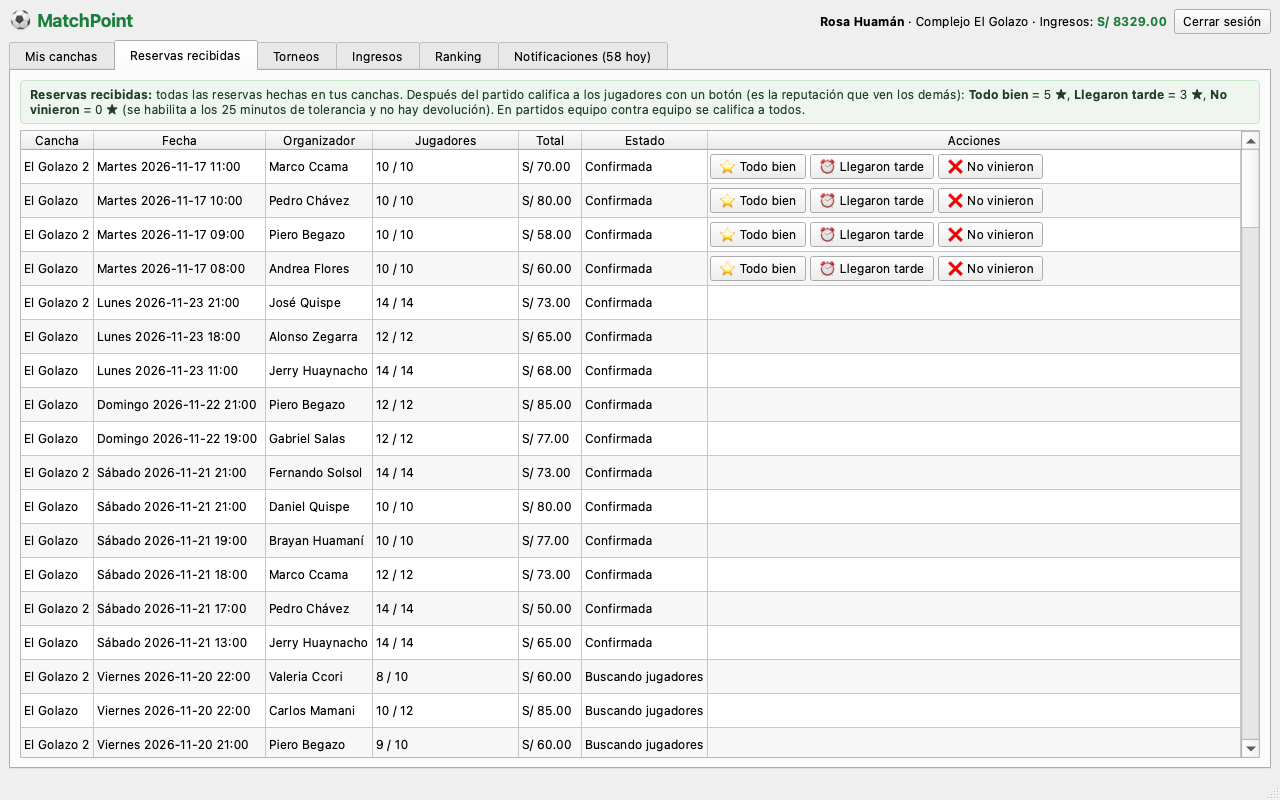 MatchPoint
Rosa Huamán · Complejo El Golazo · Ingresos: S/ 8329.00 Cerrar sesión
Mis canchas Reservas recibidas Torneos Ingresos Ranking Notificaciones (58 hoy)
Reservas recibidas: todas las reservas hechas en tus canchas. Después del partido califica a los jugadores con un botón (es la reputación que ven los demás): Todo bien = 5 ★, Llegaron tarde = 3 ★, No
vinieron = 0 ★ (se habilita a los 25 minutos de tolerancia y no hay devolución). En partidos equipo contra equipo se califica a todos.
Cancha Fecha Organizador Jugadores Total Estado Acciones
El Golazo 2 Martes 2026-11-17 11:00 Marco Ccama 10 / 10 S/ 70.00 Confirmada Todo bien Llegaron tarde No vinieron
El Golazo Martes 2026-11-17 10:00 Pedro Chávez 10 / 10 S/ 80.00 Confirmada Todo bien Llegaron tarde No vinieron
El Golazo 2 Martes 2026-11-17 09:00 Piero Begazo 10 / 10 S/ 58.00 Confirmada Todo bien Llegaron tarde No vinieron
El Golazo Martes 2026-11-17 08:00 Andrea Flores 10 / 10 S/ 60.00 Confirmada Todo bien Llegaron tarde No vinieron
El Golazo 2 Lunes 2026-11-23 21:00 José Quispe 14 / 14 S/ 73.00 Confirmada
El Golazo Lunes 2026-11-23 18:00 Alonso Zegarra 12 / 12 S/ 65.00 Confirmada
El Golazo Lunes 2026-11-23 11:00 Jerry Huaynacho 14 / 14 S/ 68.00 Confirmada
El Golazo Domingo 2026-11-22 21:00 Piero Begazo 12 / 12 S/ 85.00 Confirmada
El Golazo Domingo 2026-11-22 19:00 Gabriel Salas 12 / 12 S/ 77.00 Confirmada
El Golazo 2 Sábado 2026-11-21 21:00 Fernando Solsol 14 / 14 S/ 73.00 Confirmada
El Golazo Sábado 2026-11-21 21:00 Daniel Quispe 10 / 10 S/ 80.00 Confirmada
El Golazo Sábado 2026-11-21 19:00 Brayan Huamaní 10 / 10 S/ 77.00 Confirmada
El Golazo Sábado 2026-11-21 18:00 Marco Ccama 12 / 12 S/ 73.00 Confirmada
El Golazo 2 Sábado 2026-11-21 17:00 Pedro Chávez 14 / 14 S/ 50.00 Confirmada
El Golazo Sábado 2026-11-21 13:00 Jerry Huaynacho 14 / 14 S/ 65.00 Confirmada
El Golazo 2 Viernes 2026-11-20 22:00 Valeria Ccori 8 / 10 S/ 60.00 Buscando jugadores
El Golazo Viernes 2026-11-20 22:00 Carlos Mamani 10 / 12 S/ 85.00 Buscando jugadores
El Golazo 2 Viernes 2026-11-20 21:00 Piero Begazo 9 / 10 S/ 60.00 Buscando jugadores